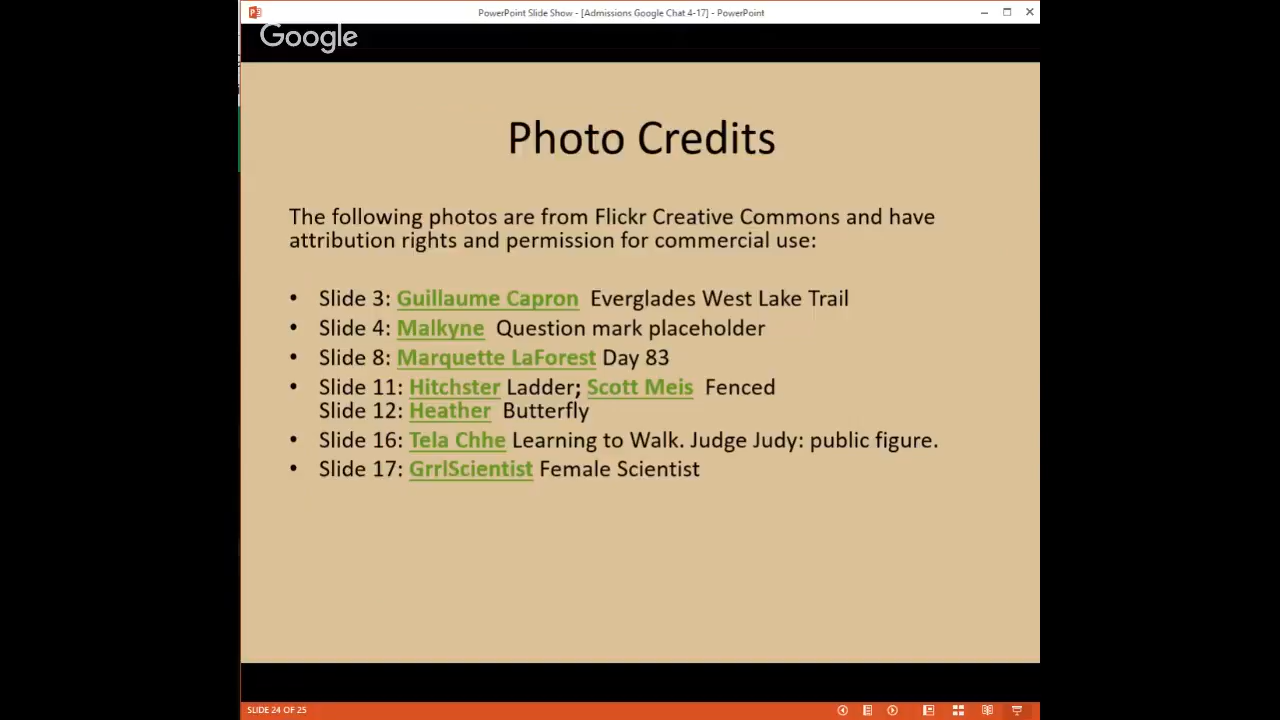 PowerPoint Slide Show - [Admissions Google Chat.4-17] - PowerPoint
Google
Photo Credits
The following photos are from Flickr Creative Commons and have
attribution rights and permission for commercial use:
• Slide 3: Guillaume Capron Everglades West Lake Trail
• Slide 4: Malkyne Question mark placeholder
• Slide 8: Marquette LaForest Day 83
• Slide 11: Hitchster Ladder; Scott Meis Fenced
Slide 12: Heather Butterfly
• Slide 16: Tela Chhe Learning to Walk. Judge Judy: public figure.
• Slide 17: GrrlScientist Female Scientist
SLIDE 24 OF 25